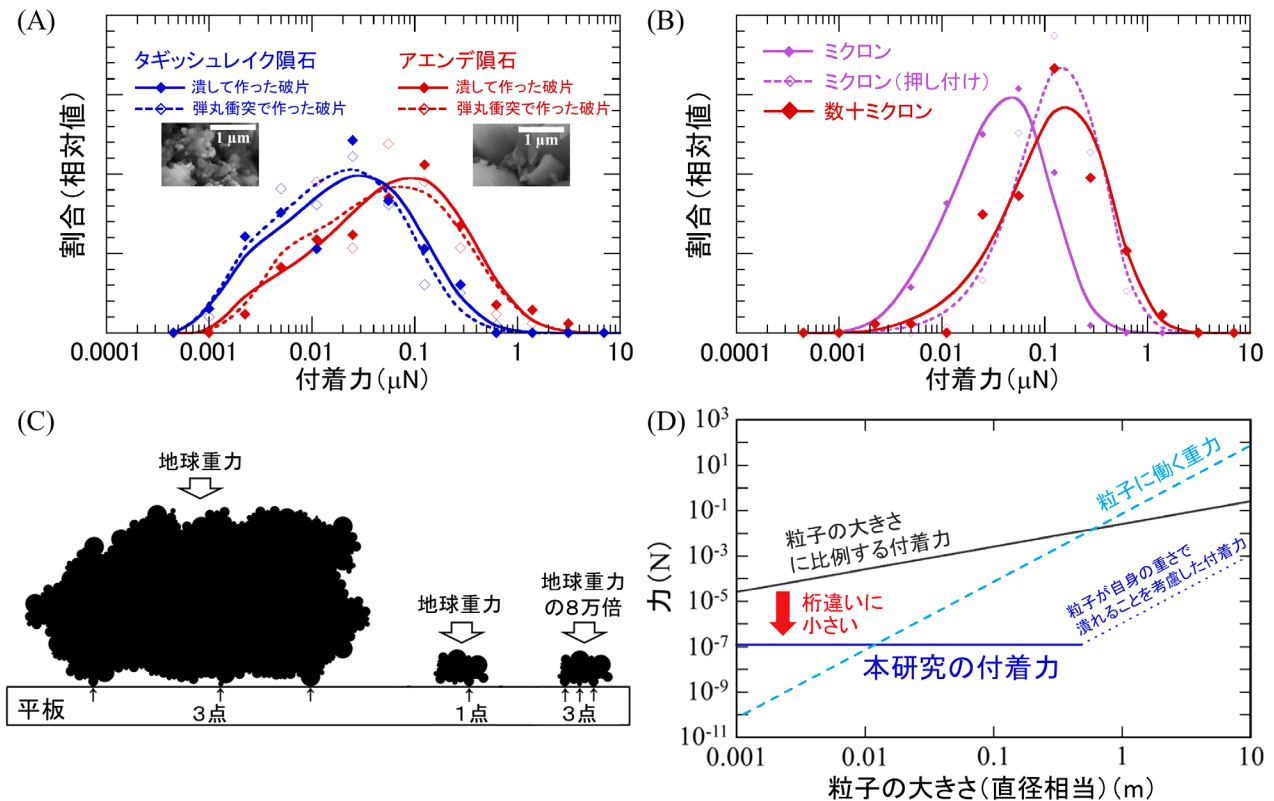 (A)
割合(相対値)
タギッシュレイク隕石
潰して作った破片
弾丸衝突で作った破片
1 μm
アエンデ隕石
潰して作った破片
弾丸衝突で作った破片
1 μm
0.0001 0.001 0.01 0.1 1 10
付着力(μN)
(B)
割合(相対値)
ミクロン
ミクロン(押し付け)
数十ミクロン
0.0001 0.001 0.01 0.1 1 10
付着力(μN)
(C)
地球重力
地球重力
地球重力
の8万倍
平板
3点
1点
3点
(D)
力(N)
10³
10¹
10⁻¹
10⁻³
10⁻⁵
10⁻⁷
10⁻⁹
10⁻¹¹
粒子に働く重力
粒子の大きさ
に比例する付着力
桁違いに
小さい
粒子が自身の重さで
潰れることを考慮した付着力
本研究の付着力
0.001 0.01 0.1 1 10
粒子の大きさ(直径相当)(m)